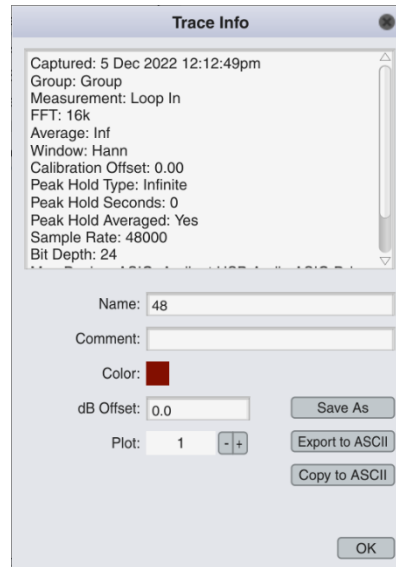 Trace Info
Captured: 5 Dec 2022 12:12:49pm
Group: Group
Measurement: Loop In
FFT: 16k
Average: Inf
Window: Hann
Calibration Offset: 0.00
Peak Hold Type: Infinite
Peak Hold Seconds: 0
Peak Hold Averaged: Yes
Sample Rate: 48000
Bit Depth: 24
Name: 48
Comment:
Color:
dB Offset: 0.0 Save As
Plot: 1 - + Export to ASCII
Copy to ASCII
OK